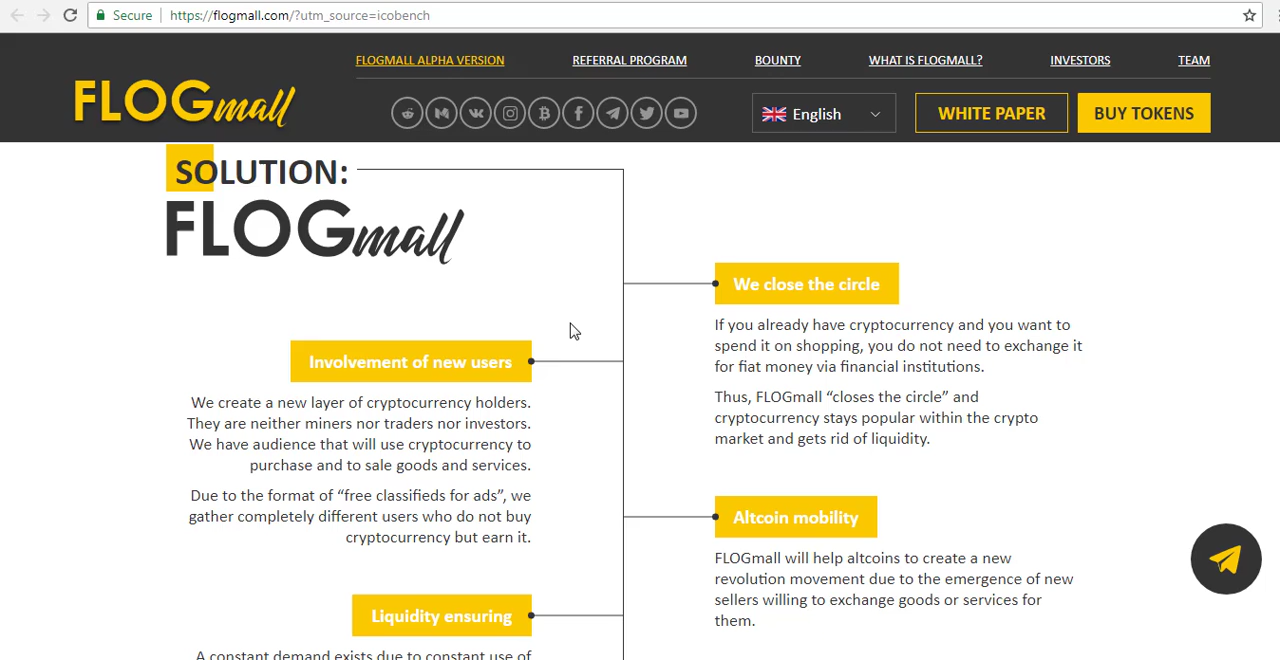 Secure
https://flogmall.com/?utm_source=icobench
FLOGMALL ALPHA VERSION
REFERRAL PROGRAM
BOUNTY
WHAT IS FLOGMALL?
INVESTORS
TEAM
FLOGmall
English
WHITE PAPER
BUY TOKENS
SOLUTION:
FLOGmall
We close the circle
If you already have cryptocurrency and you want to
spend it on shopping, you do not need to exchange it
for fiat money via financial institutions.
Thus, FLOGmall “closes the circle” and
cryptocurrency stays popular within the crypto
market and gets rid of liquidity.
Involvement of new users
We create a new layer of cryptocurrency holders.
They are neither miners nor traders nor investors.
We have audience that will use cryptocurrency to
purchase and to sale goods and services.
Due to the format of “free classifieds for ads”, we
gather completely different users who do not buy
cryptocurrency but earn it.
Altcoin mobility
FLOGmall will help altcoins to create a new
revolution movement due to the emergence of new
sellers willing to exchange goods or services for
them.
Liquidity ensuring
A constant demand exists due to constant use of